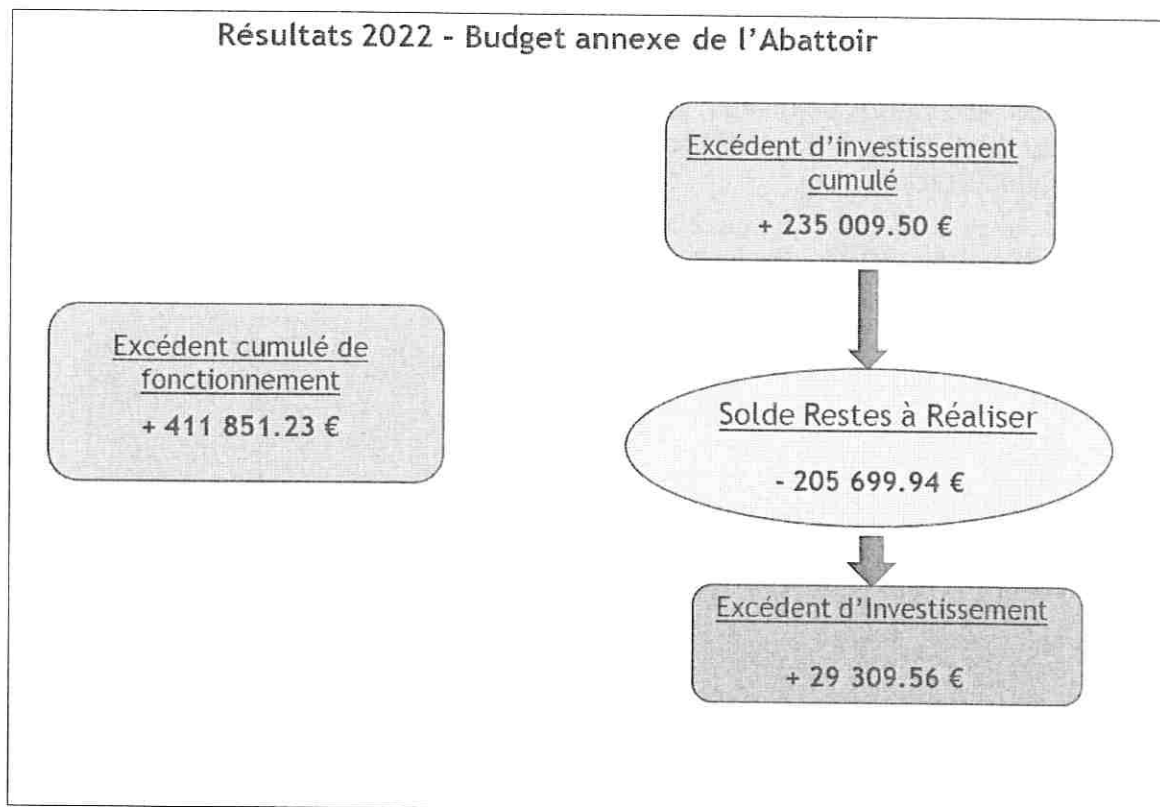 Résultats 2022 - Budget annexe de l'Abattoir
Excédent d'investissement
cumulé
+ 235 009.50 €
Excédent cumulé de
fonctionnement
+ 411 851.23 €
Solde Restes à Réaliser
- 205 699.94 €
Excédent d'Investissement
+ 29 309.56 €